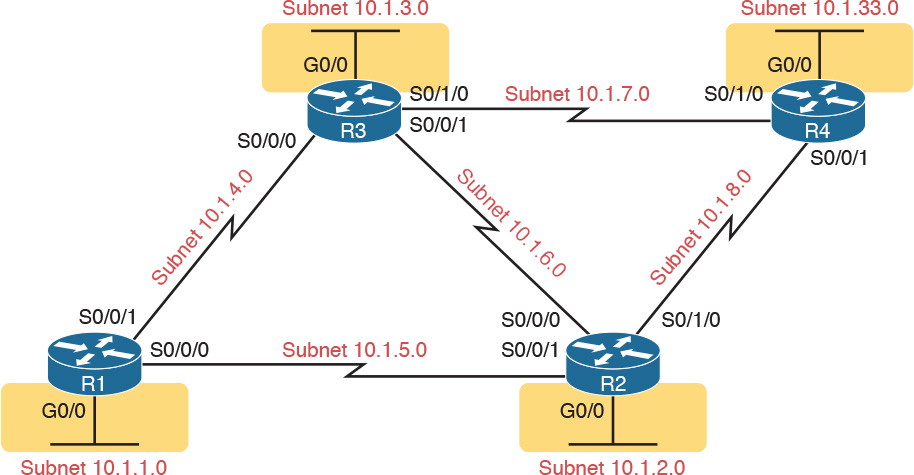 Subnet 10.1.3.0
Subnet 10.1.33.0
G0/0
G0/0
S0/1/0
Subnet 10.1.7.0
S0/1/0
R3
S0/0/1
R4
S0/0/0
S0/0/1
Subnet 10.1.4.0
Subnet 10.1.6.0
Subnet 10.1.8.0
S0/0/1
S0/0/0
S0/1/0
S0/0/0
Subnet 10.1.5.0
S0/0/1
R1
R2
G0/0
G0/0
Subnet 10.1.1.0
Subnet 10.1.2.0